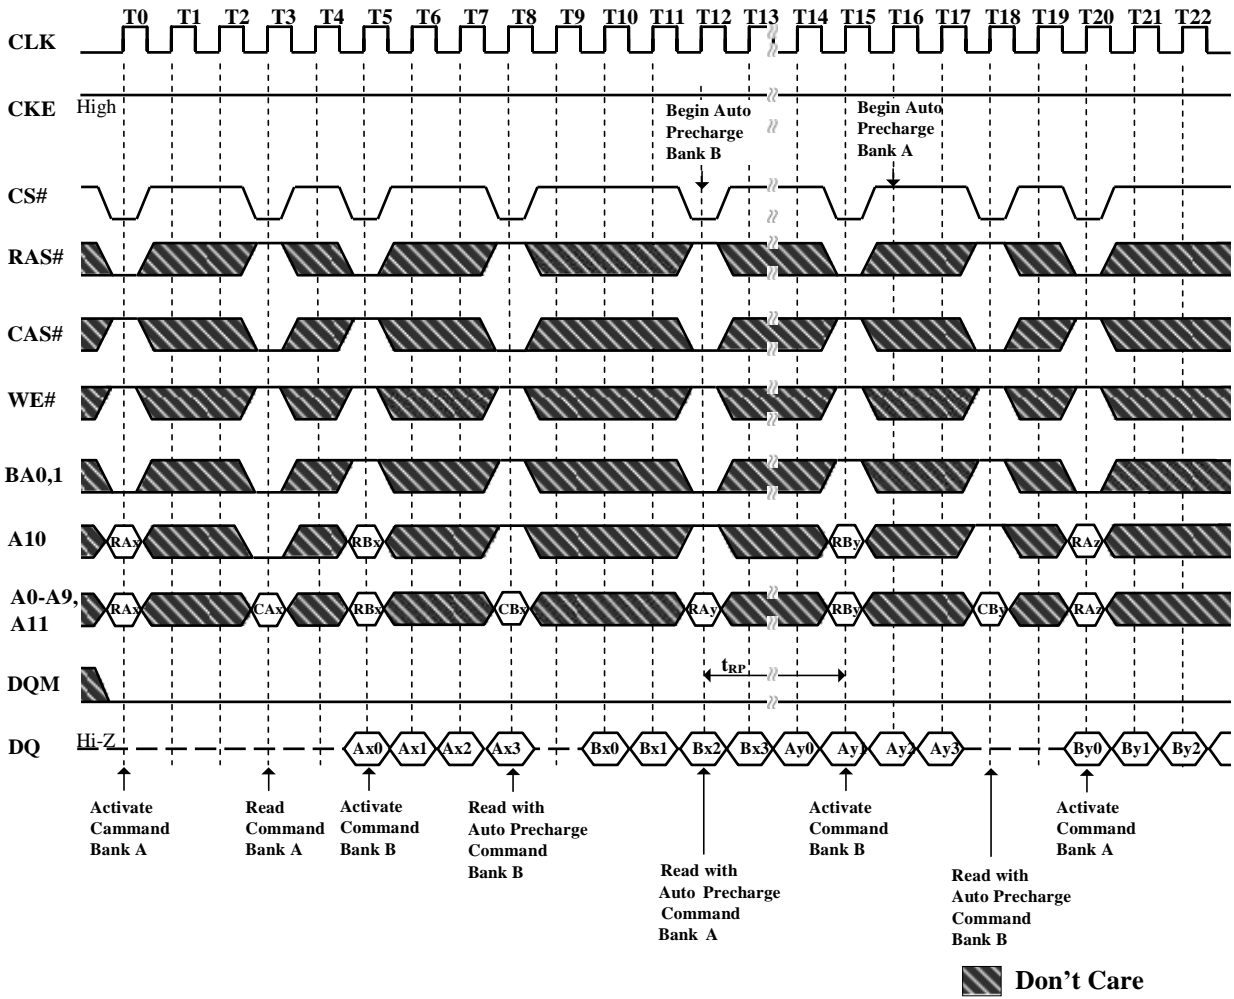 T0 T1 T2 T3 T4 T5 T6 T7 T8 T9 T10 T11 T12 T13 T14 T15 T16 T17 T18 T19 T20 T21 T22
CLK
CKE High
Begin Auto
Precharge
Bank B
Begin Auto
Precharge
Bank A
CS#
RAS#
CAS#
WE#
BA0,1
A10 RAx RBx RBy RAz
A0-A9,
A11
RAx CAx RBx CBx RAy RBy CBy RAz
tRP
DQM
DQ Hi-Z Ax0 Ax1 Ax2 Ax3 Bx0 Bx1 Bx2 Bx3 Ay0 Ay1 Ay2 Ay3 By0 By1 By2
Activate
Cammand
Bank A
Read
Command
Bank A
Activate
Command
Bank B
Read with
Auto Precharge
Command
Bank B
Read with
Auto Precharge
Command
Bank A
Activate
Command
Bank B
Read with
Auto Precharge
Command
Bank B
Activate
Command
Bank A
Don't Care